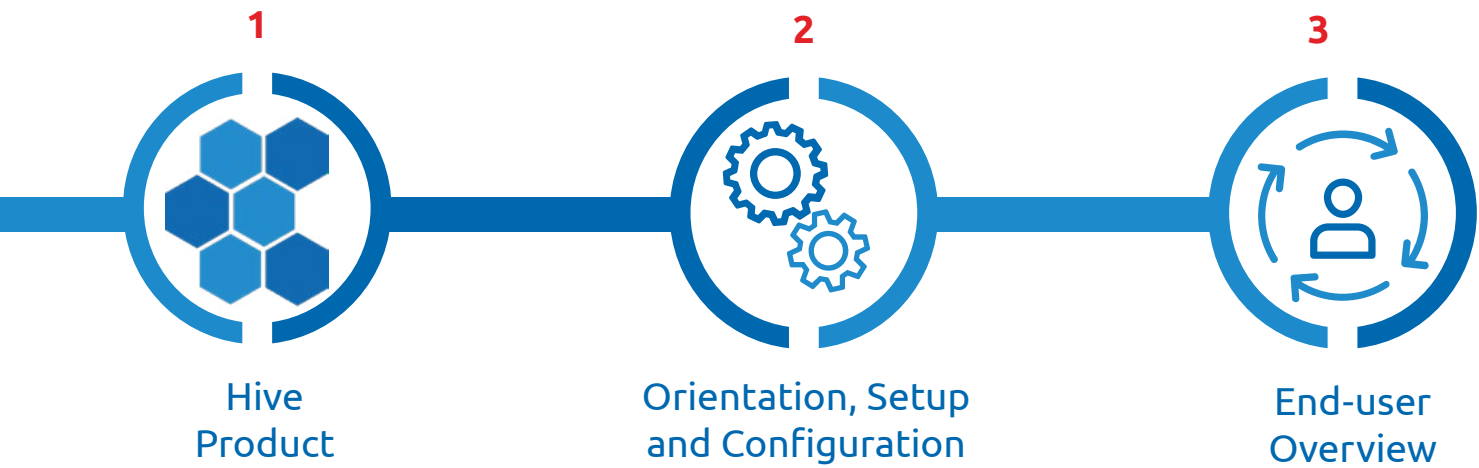 1
2
3
Hive
Product
Orientation, Setup
and Configuration
End-user
Overview